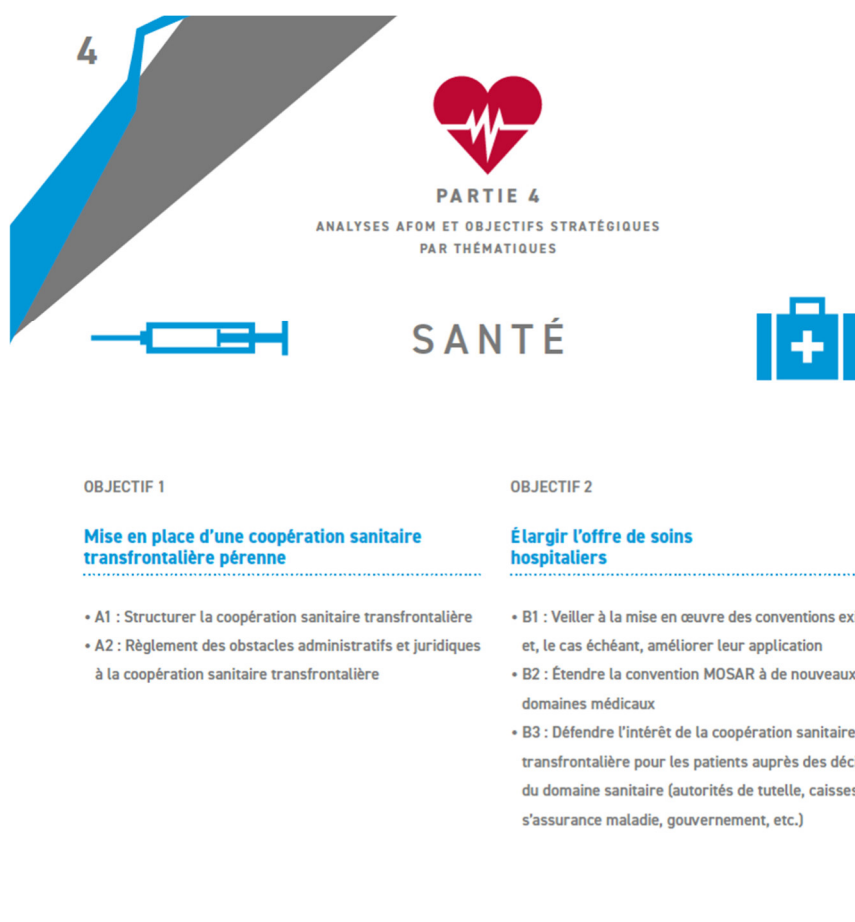 4
PARTIE 4
ANALYSES AFOM ET OBJECTIFS STRATÉGIQUES
PAR THÉMATIQUES
SANTÉ
OBJECTIF 1
Mise en place d'une coopération sanitaire
transfrontalière pérenne
• A1 : Structurer la coopération sanitaire transfrontalière
• A2 : Règlement des obstacles administratifs et juridiques
à la coopération sanitaire transfrontalière
OBJECTIF 2
Élargir l'offre de soins
hospitaliers
• B1 : Veiller à la mise en œuvre des conventions
et, le cas échéant, améliorer leur application
• B2 : Étendre la convention MOSAR à de nouveaux
domaines médicaux
• B3 : Défendre l'intérêt de la coopération sanitaire
transfrontalière pour les patients auprès des
du domaine sanitaire (autorités de tutelle, caisses
s'assurance maladie, gouvernement, etc.)